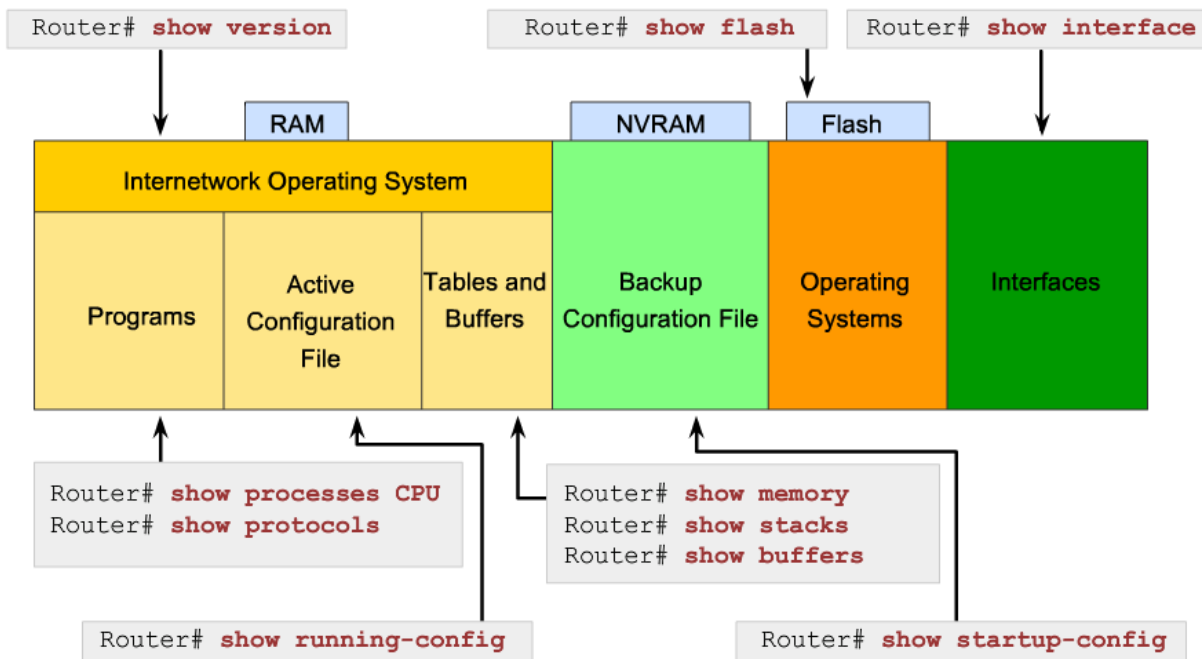 Router# show version
Router# show flash
Router# show interface
RAM
NVRAM
Flash
Internetwork Operating System
Programs
Active
Configuration
File
Tables and
Buffers
Backup
Configuration File
Operating
Systems
Interfaces
Router# show processes CPU
Router# show protocols
Router# show memory
Router# show stacks
Router# show buffers
Router# show running-config
Router# show startup-config